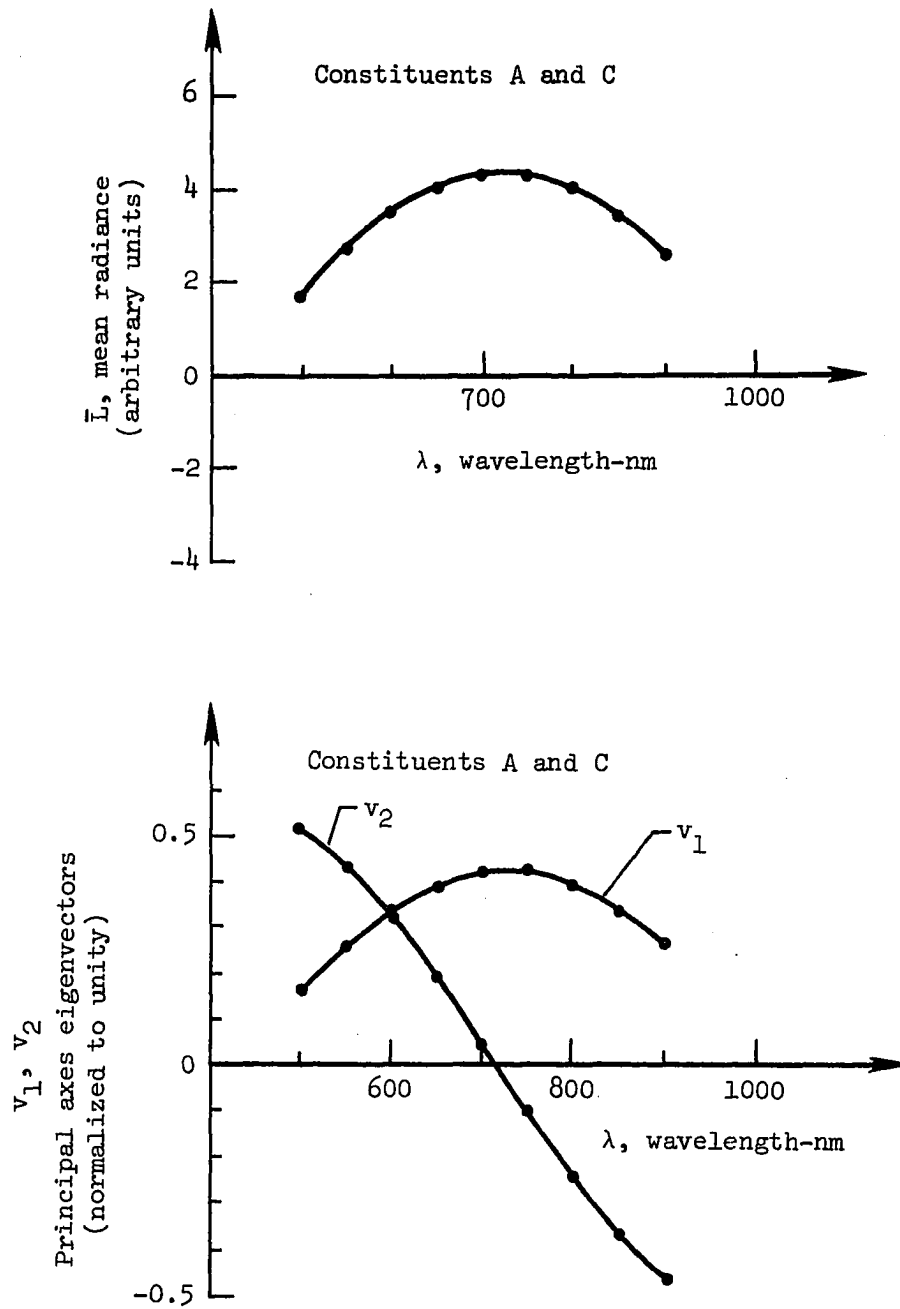 Constituents A and C
6
4
2
0
-2
-4
L̄, mean radiance
(arbitrary units)
700
1000
λ, wavelength-nm
Constituents A and C
v2
v1
0.5
0
-0.5
v1, v2
Principal axes eigenvectors
(normalized to unity)
600
800
1000
λ, wavelength-nm